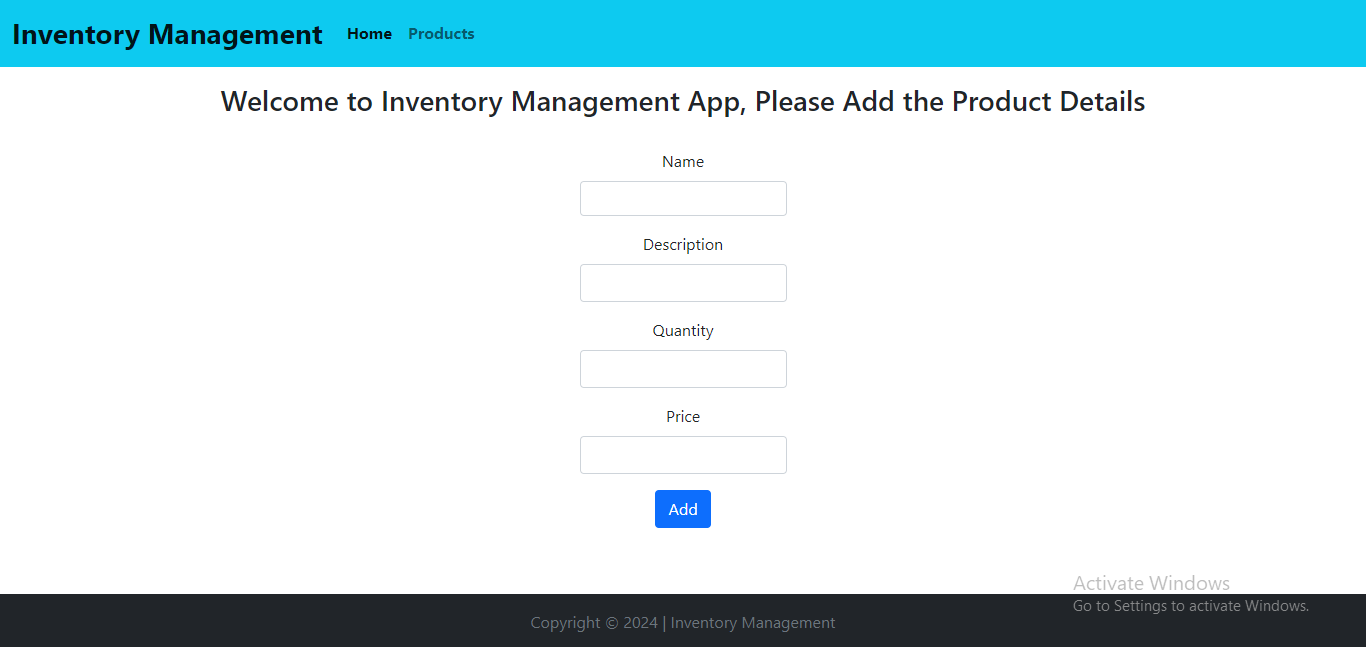 Inventory Management Home Products
Welcome to Inventory Management App, Please Add the Product Details
Name
Description
Quantity
Price
Add
Activate Windows
Go to Settings to activate Windows.
Copyright © 2024 | Inventory Management